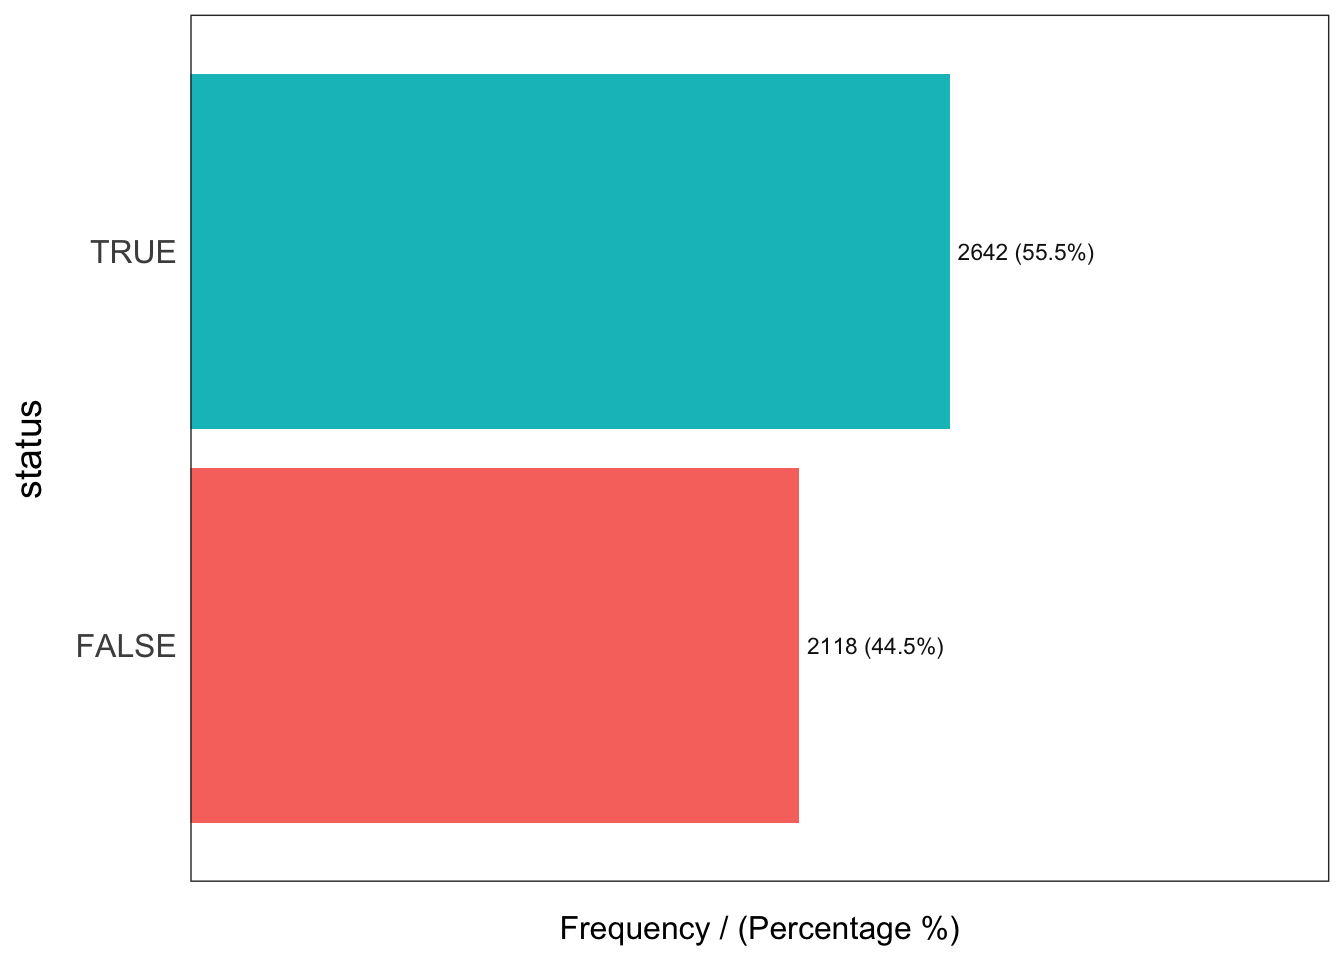 TRUE
2642 (55.5%)
status
FALSE
2118 (44.5%)
Frequency / (Percentage %)